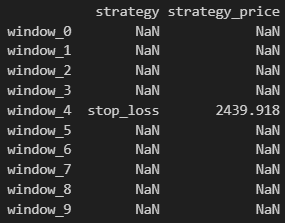 strategy strategy_price
window_0 NaN NaN
window_1 NaN NaN
window_2 NaN NaN
window_3 NaN NaN
window_4 stop_loss 2439.918
window_5 NaN NaN
window_6 NaN NaN
window_7 NaN NaN
window_8 NaN NaN
window_9 NaN NaN